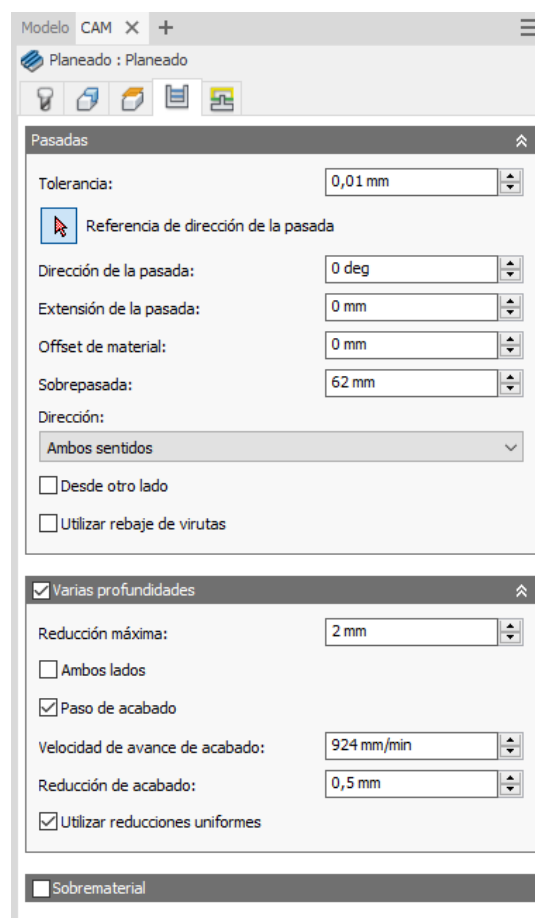 Modelo CAM
Planeado : Planeado
Pasadas
Tolerancia: 0,01 mm
Referencia de dirección de la pasada
Dirección de la pasada: 0 deg
Extensión de la pasada: 0 mm
Offset de material: 0 mm
Sobrepasada: 62 mm
Dirección:
Ambos sentidos
Desde otro lado
Utilizar rebaje de virutas
Varias profundidades
Reducción máxima: 2 mm
Ambos lados
Paso de acabado
Velocidad de avance de acabado: 924 mm/min
Reducción de acabado: 0,5 mm
Utilizar reducciones uniformes
Sobrematerial